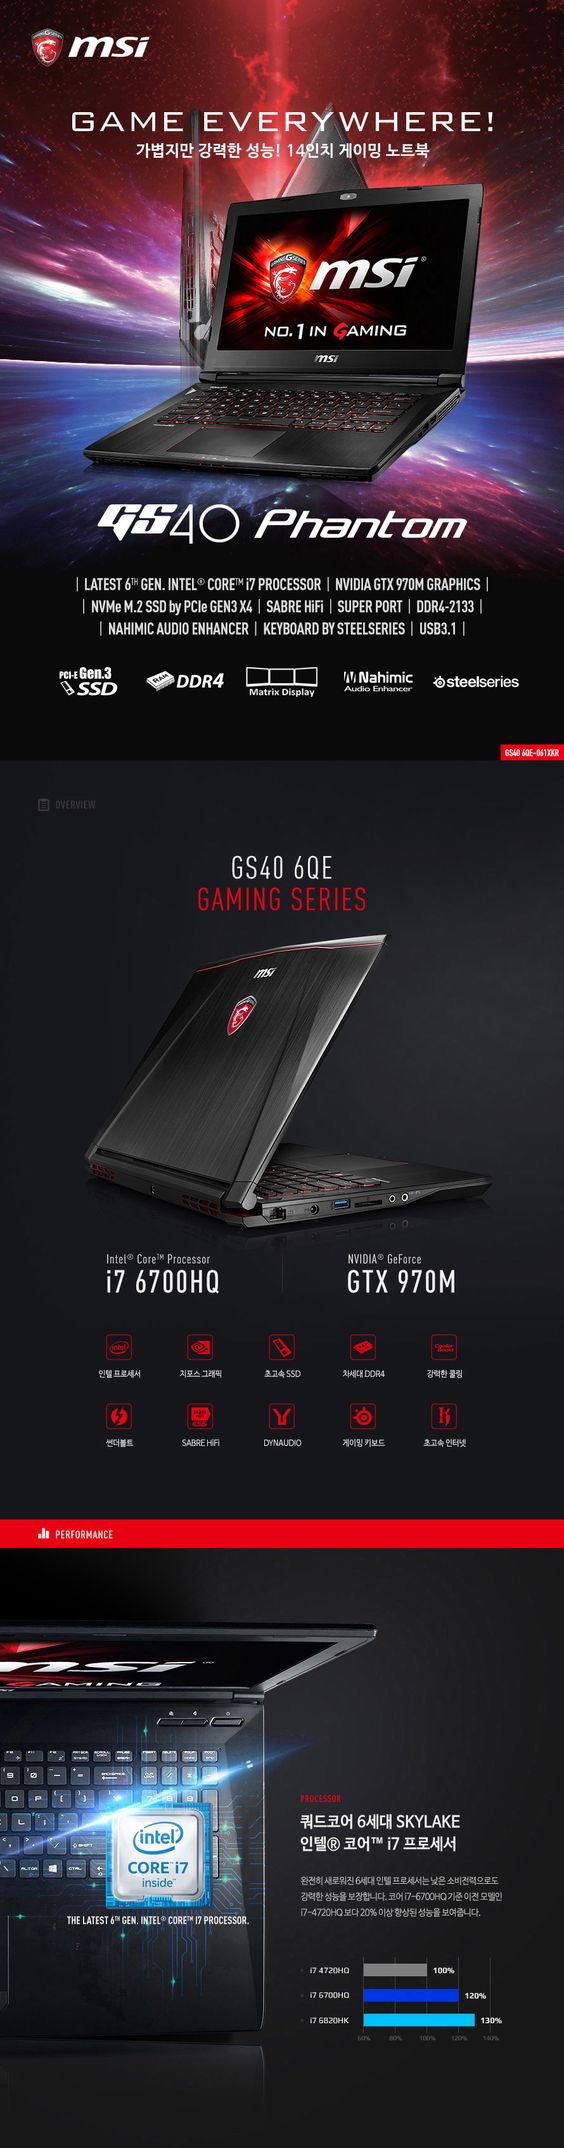 msi
GAME EVERYWHERE!
가볍지만 강력한 성능! 14인치 게이밍 노트북
msi
NO.1 IN GAMING
msi
GS40 Phantom
| LATEST 6TH GEN. INTEL® CORE™ i7 PROCESSOR | NVIDIA GTX 970M GRAPHICS |
| NVMe M.2 SSD by PCIe GEN3 X4 | SABRE HiFi | SUPER PORT | DDR4-2133 |
| NAHIMIC AUDIO ENHANCER | KEYBOARD BY STEELSERIES | USB3.1 |
PCI-E Gen.3 SSD
RAM DDR4
Matrix Display
Nahimic Audio Enhancer
steelseries
GS40 6QE-061XKR
OVERVIEW
GS40 6QE
GAMING SERIES
msi
Intel® Core™ Processor
i7 6700HQ
NVIDIA® GeForce
GTX 970M
인텔 프로세서
지포스 그래픽
초고속 SSD
차세대 DDR4
강력한 쿨링
썬더볼트
SABRE HiFi
DYNAUDIO
게이밍 키보드
초고속 인터넷
PERFORMANCE
msi
GAMING
intel
CORE™ i7
inside™
THE LATEST 6TH GEN. INTEL® CORE™ I7 PROCESSOR.
PROCESSOR
쿼드코어 6세대 SKYLAKE
인텔® 코어™ i7 프로세서
완전히 새로워진 6세대 인텔 프로세서는 낮은 소비전력으로도
강력한 성능을 보장합니다. 코어 i7-6700HQ 기준 이전 모델인
i7-4720HQ 보다 20% 이상 향상된 성능을 보여줍니다.
i7 4720HQ 100%
i7 6700HQ 120%
i7 6820HK 130%
60% 80% 100% 120% 140%